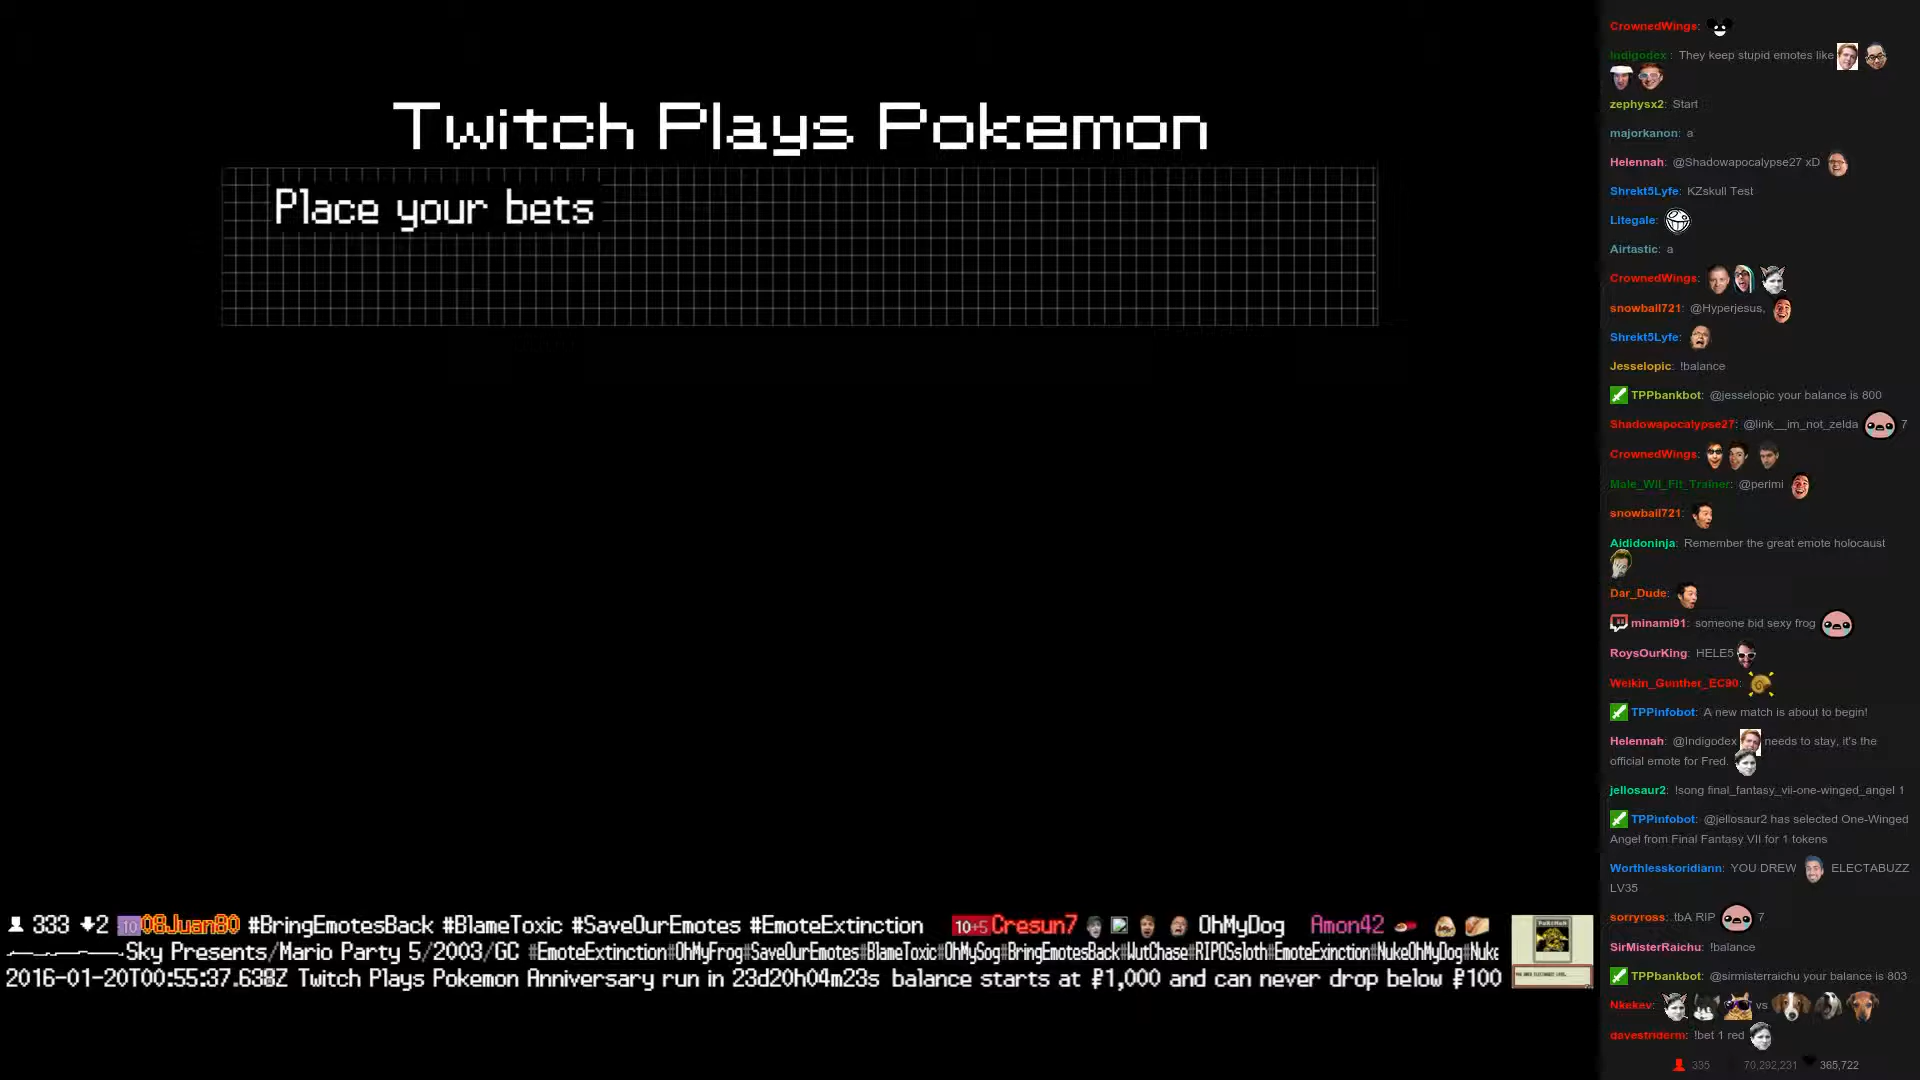 Twitch Plays Pokemon
Place your bets
CrownedWings:
Indigodex : They keep stupid emotes like
zephysx2: Start
majorkanon: a
Helennah: @Shadowapocalypse27 xD
Shrekt5Lyfe: KZskull Test
Litegale:
Airtastic: a
CrownedWings:
snowball721: @Hyperjesus,
Shrekt5Lyfe:
Jesselopic: !balance
TPPbankbot: @jesselopic your balance is 800
Shadowapocalypse27: @link__im_not_zelda 7
CrownedWings:
Male_Wii_Fit_Trainer: @perimi
snowball721:
Aididoninja: Remember the great emote holocaust
Dar_Dude:
minami91: someone bid sexy frog
RoysOurKing: HELE5
Weikin_Gunther_EC90:
TPPinfobot: A new match is about to begin!
Helennah: @Indigodex needs to stay, it's the
official emote for Fred.
jellosaur2: !song final_fantasy_vii-one-winged_angel 1
TPPinfobot: @jellosaur2 has selected One-Winged
Angel from Final Fantasy VII for 1 tokens
Worthlesskoridiann: YOU DREW ELECTABUZZ
LV35
sorryross: tbA RIP 7
SirMisterRaichu: !balance
TPPbankbot: @sirmisterraichu your balance is 803
Nkekev: vs
davestriderm: !bet 1 red
335 70,292,231 365,722
333 2 10 08Juan80 #BringEmotesBack #BlameToxic #SaveOurEmotes #EmoteExtinction 10+5 Cresun7 OhMyDog Amon42
Sky Presents/Mario Party 5/2003/GC #EmoteExtinction#OhMyFrog#SaveOurEmotes#BlameToxic#OhMySog#BringEmotesBack#NutChase#RIPOSsloth#EmoteExinction#NukeOhMyDog#Nuke
2016-01-20T00:55:37.638Z Twitch Plays Pokemon Anniversary run in 23d20h04m23s balance starts at ₽1,000 and can never drop below ₽100